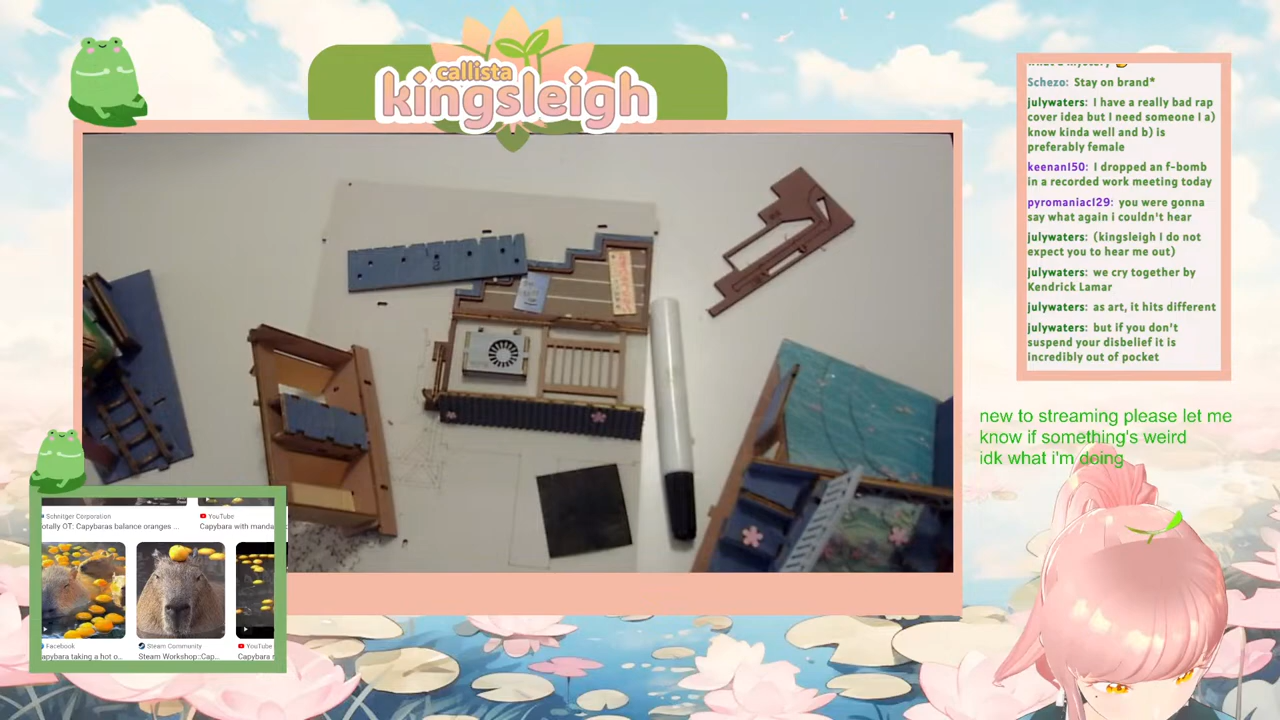 callista
kingsleigh
Schezo: Stay on brand*
julywaters: I have a really bad rap
cover idea but I need someone I a)
know kinda well and b) is
preferably female
keenan150: I dropped an f-bomb
in a recorded work meeting today
pyromaniac129: you were gonna
say what again i couldn't hear
julywaters: (kingsleigh I do not
expect you to hear me out)
julywaters: we cry together by
Kendrick Lamar
julywaters: as art, it hits different
julywaters: but if you don't
suspend your disbelief it is
incredibly out of pocket
new to streaming please let me
know if something's weird
idk what i'm doing
Schnitger Corporation
otally OT: Capybaras balance oranges ...
YouTube
Capybara with manda
Facebook
apybara taking a hot o...
Steam Community
Steam Workshop::Cap...
YouTube
Capybara